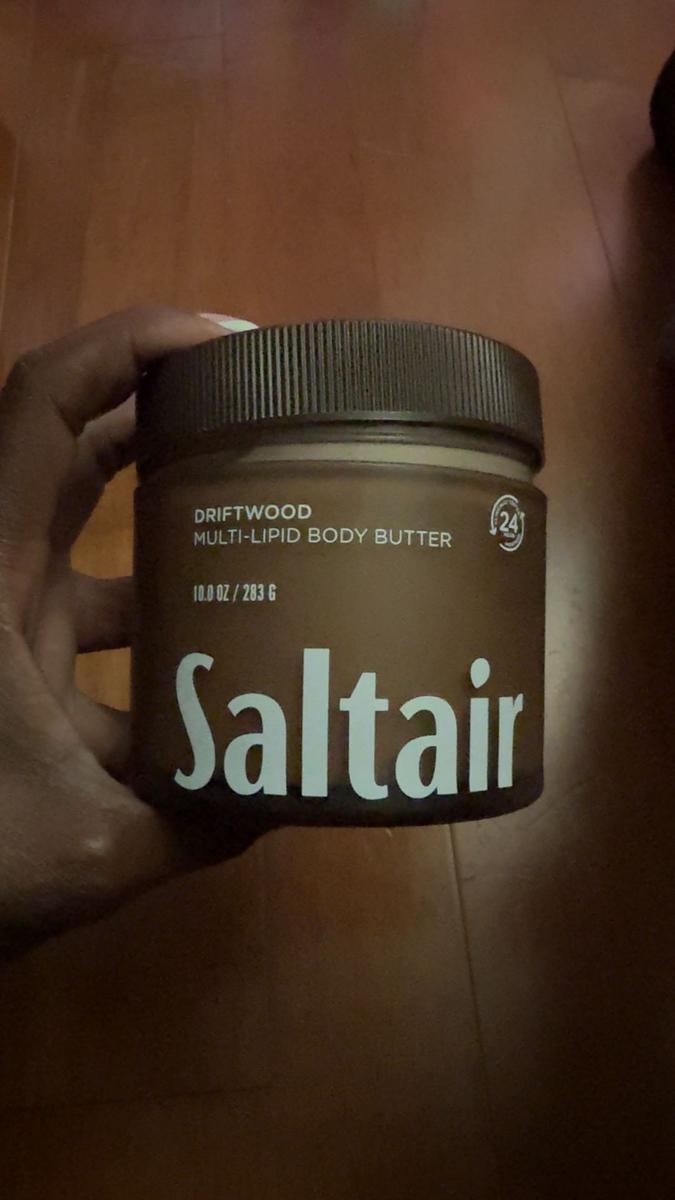 DRIFTWOOD
MULTI-LIPID BODY BUTTER
24
10.0 OZ / 283 G
Saltair